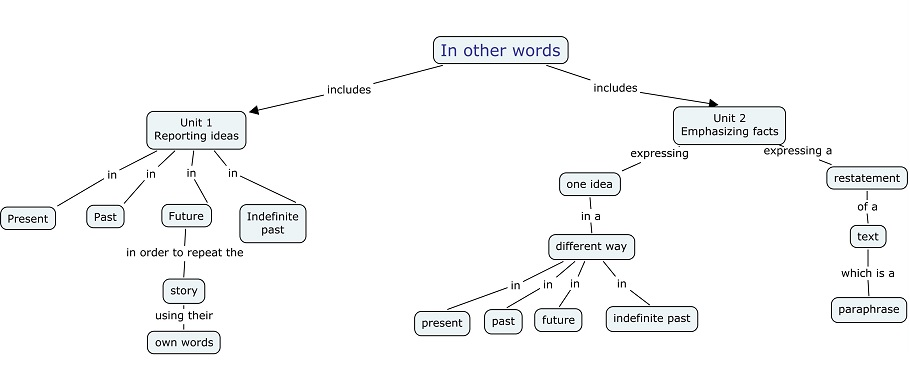 In other words
includes
includes
Unit 1
Reporting ideas
Unit 2
Emphasizing facts
in
in
in
in
expressing
expressing a
Present
Past
Future
Indefinite
past
one idea
restatement
in order to repeat the
in a
of a
story
different way
text
using their
in
in
in
in
which is a
own words
present
past
future
indefinite past
paraphrase